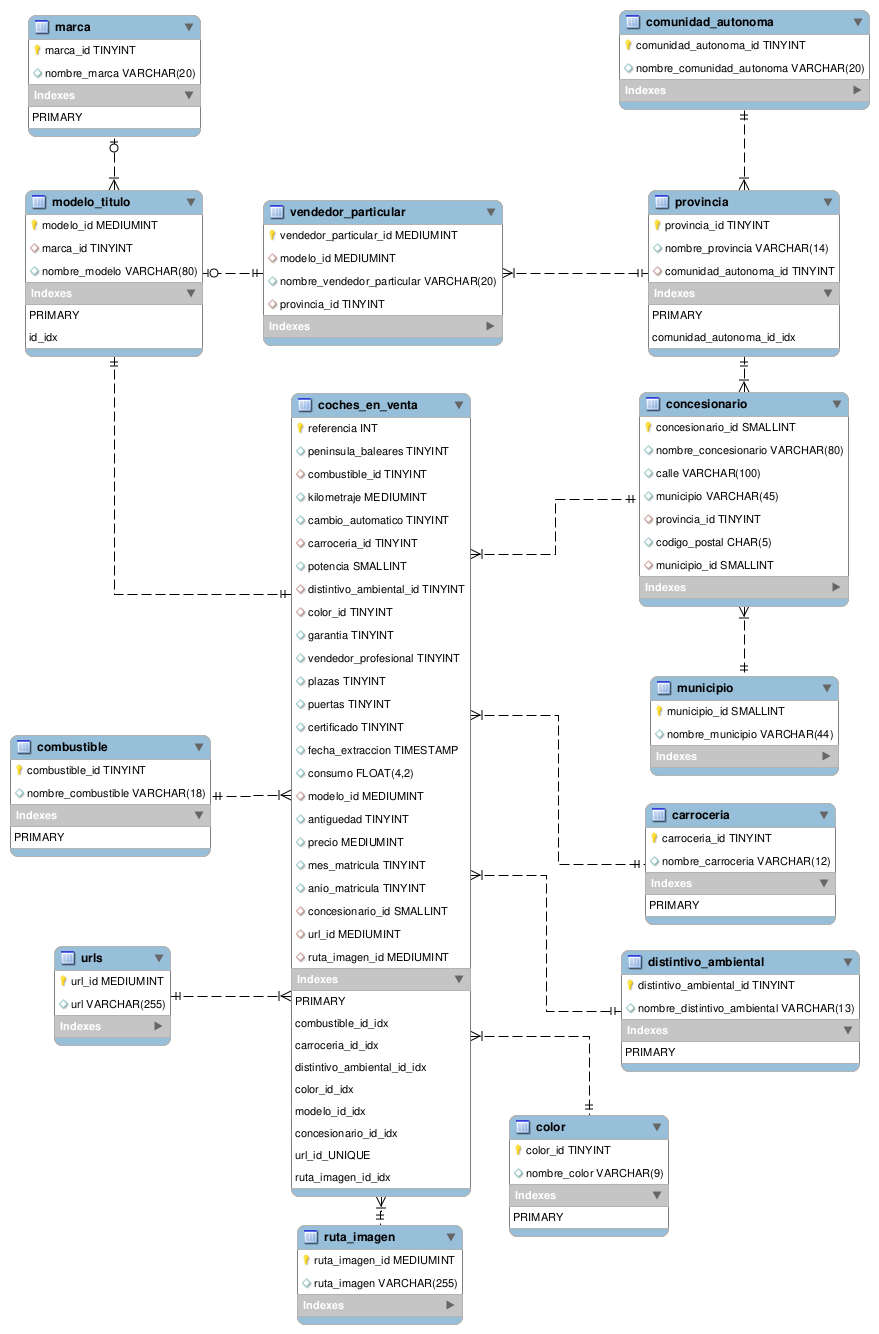 marca
marca_id TINYINT
nombre_marca VARCHAR(20)
Indexes
PRIMARY
comunidad_autonoma
comunidad_autonoma_id TINYINT
nombre_comunidad_autonoma VARCHAR(20)
Indexes
modelo_titulo
modelo_id MEDIUMINT
marca_id TINYINT
nombre_modelo VARCHAR(80)
Indexes
PRIMARY
id_idx
vendedor_particular
vendedor_particular_id MEDIUMINT
modelo_id MEDIUMINT
nombre_vendedor_particular VARCHAR(20)
provincia_id TINYINT
Indexes
provincia
provincia_id TINYINT
nombre_provincia VARCHAR(14)
comunidad_autonoma_id TINYINT
Indexes
PRIMARY
comunidad_autonoma_id_idx
coches_en_venta
referencia INT
peninsula_baleares TINYINT
combustible_id TINYINT
kilometraje MEDIUMINT
cambio_automatico TINYINT
carroceria_id TINYINT
potencia SMALLINT
distintivo_ambiental_id TINYINT
color_id TINYINT
garantia TINYINT
vendedor_profesional TINYINT
plazas TINYINT
puertas TINYINT
certificado TINYINT
fecha_extraccion TIMESTAMP
consumo FLOAT(4,2)
modelo_id MEDIUMINT
antiguedad TINYINT
precio MEDIUMINT
mes_matricula TINYINT
anio_matricula TINYINT
concesionario_id SMALLINT
url_id MEDIUMINT
ruta_imagen_id MEDIUMINT
Indexes
PRIMARY
combustible_id_idx
carroceria_id_idx
distintivo_ambiental_id_idx
color_id_idx
modelo_id_idx
concesionario_id_idx
url_id_UNIQUE
ruta_imagen_id_idx
concesionario
concesionario_id SMALLINT
nombre_concesionario VARCHAR(80)
calle VARCHAR(100)
municipio VARCHAR(45)
provincia_id TINYINT
codigo_postal CHAR(5)
municipio_id SMALLINT
Indexes
municipio
municipio_id SMALLINT
nombre_municipio VARCHAR(44)
Indexes
combustible
combustible_id TINYINT
nombre_combustible VARCHAR(18)
Indexes
PRIMARY
carroceria
carroceria_id TINYINT
nombre_carroceria VARCHAR(12)
Indexes
PRIMARY
urls
url_id MEDIUMINT
url VARCHAR(255)
Indexes
distintivo_ambiental
distintivo_ambiental_id TINYINT
nombre_distintivo_ambiental VARCHAR(13)
Indexes
PRIMARY
color
color_id TINYINT
nombre_color VARCHAR(9)
Indexes
PRIMARY
ruta_imagen
ruta_imagen_id MEDIUMINT
ruta_imagen VARCHAR(255)
Indexes